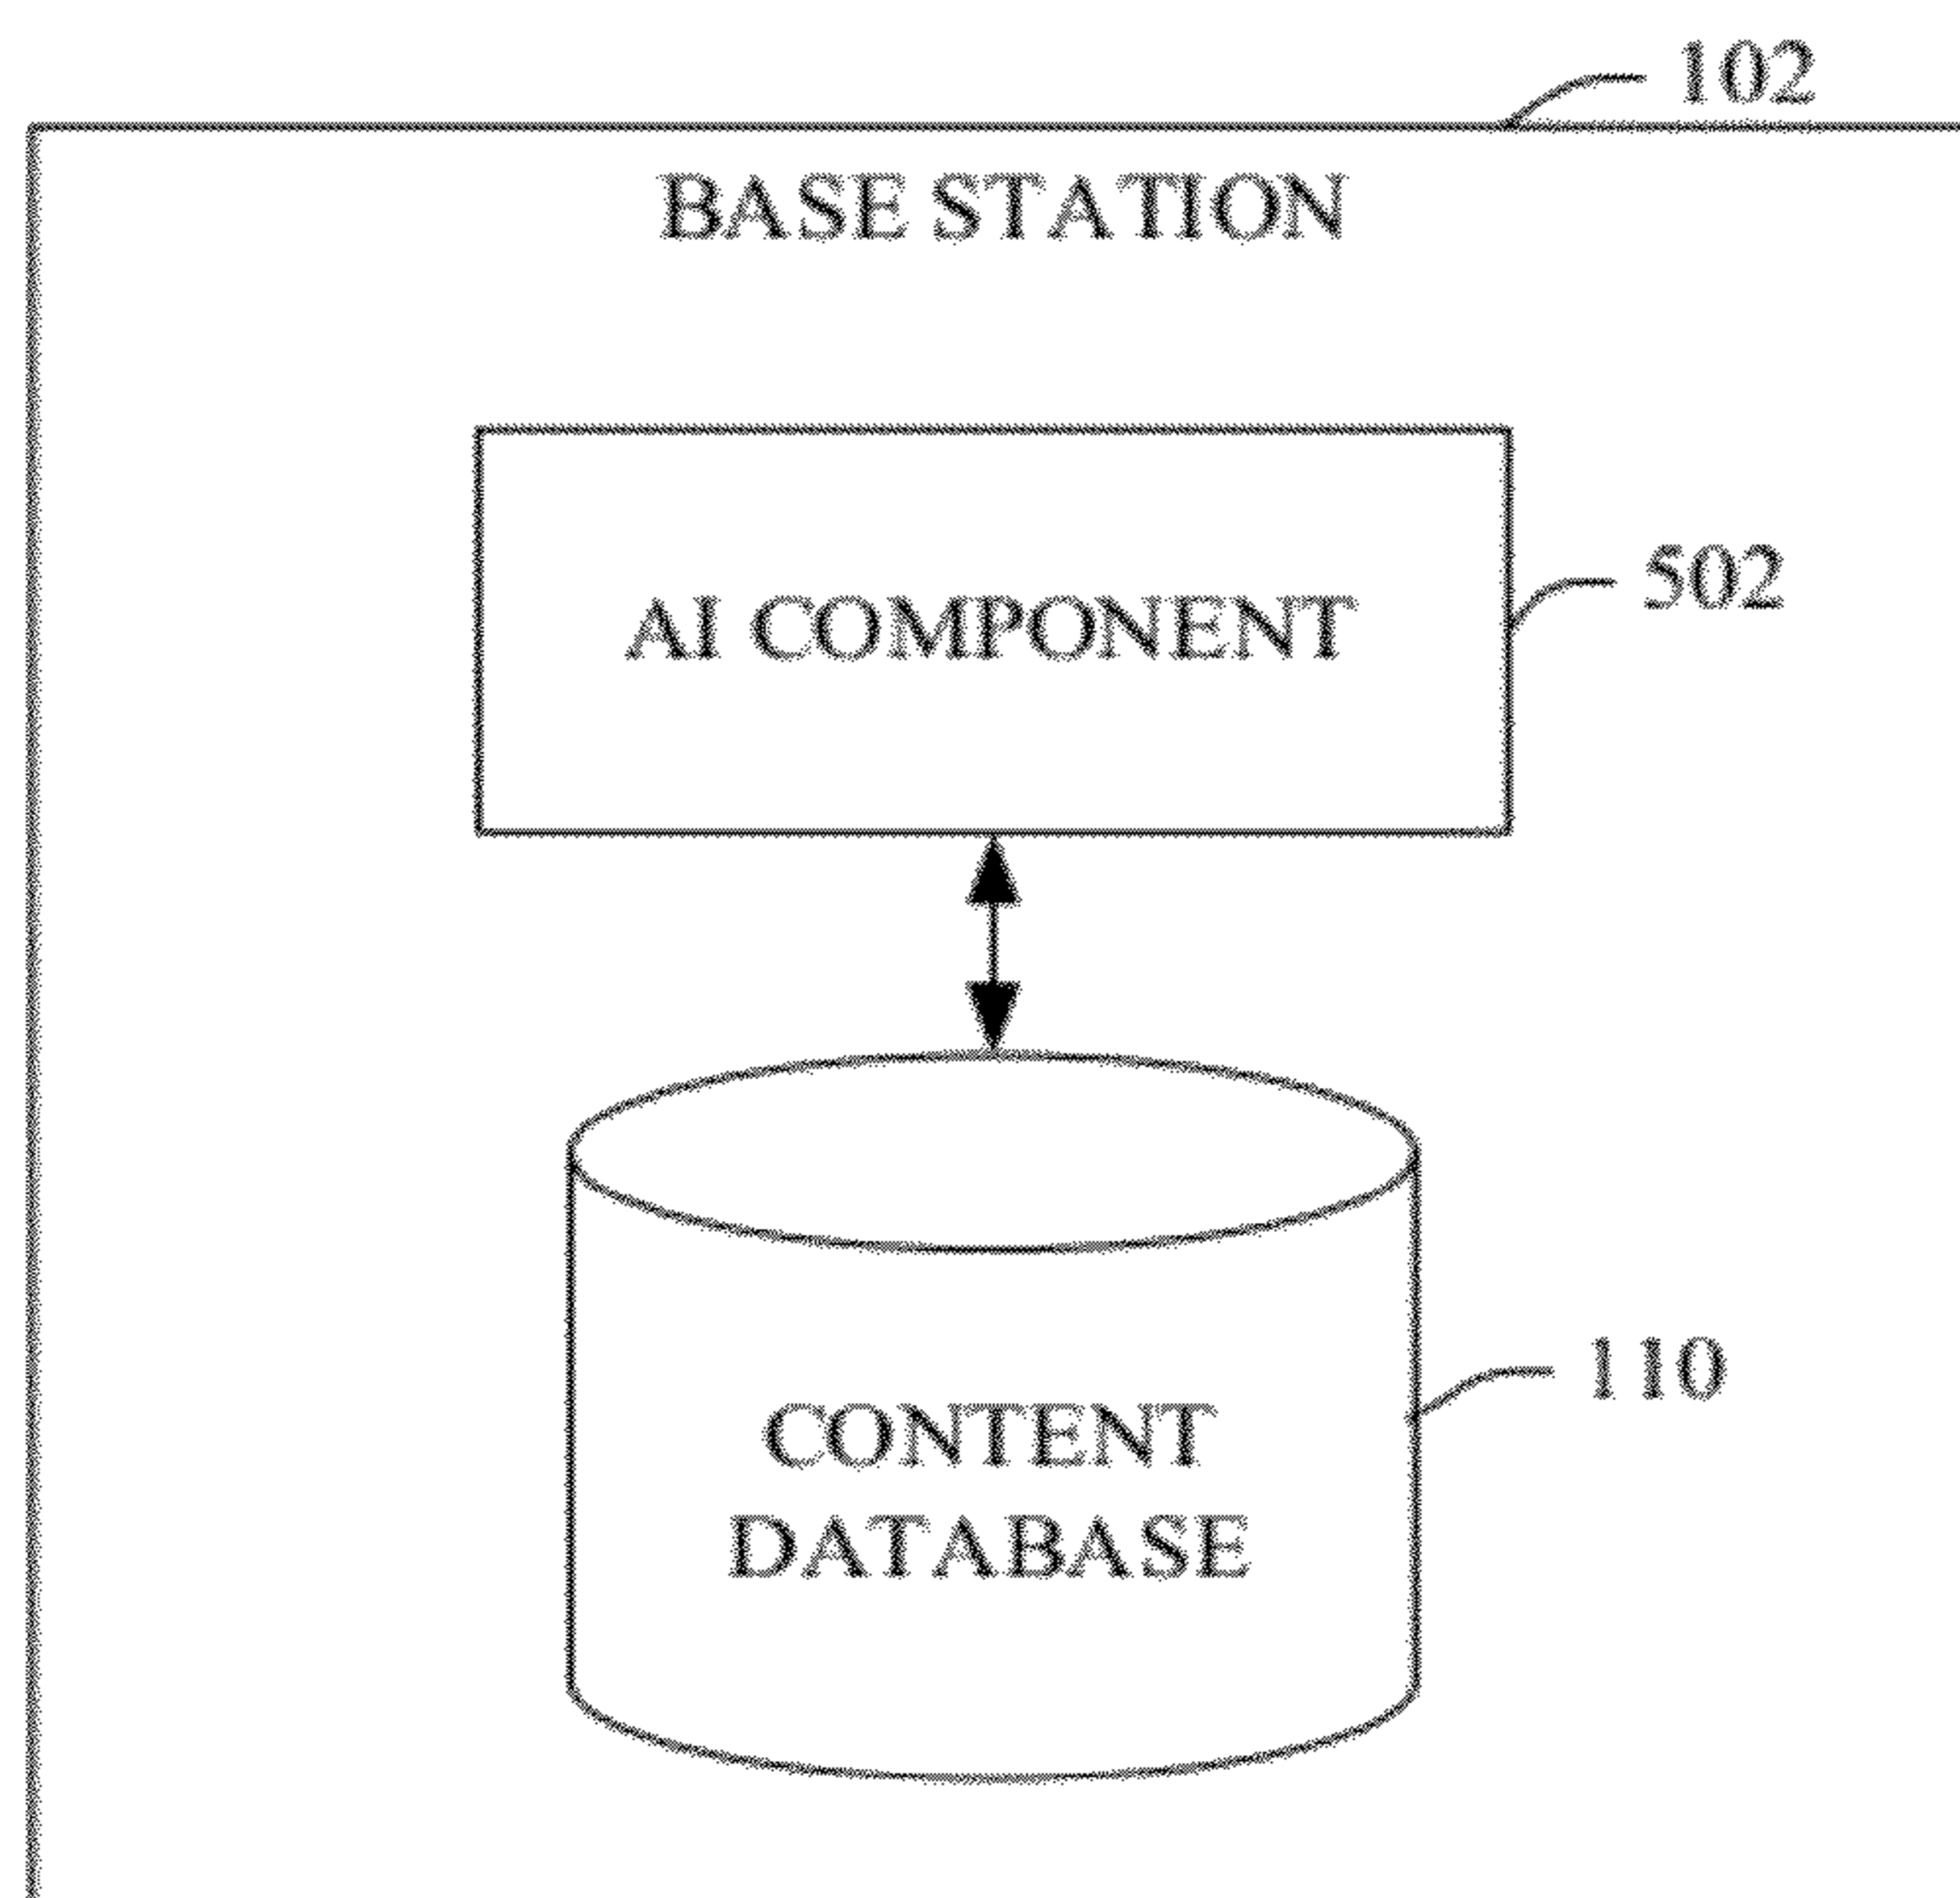 102
BASE STATION
AI COMPONENT
502
110
CONTENT
DATABASE